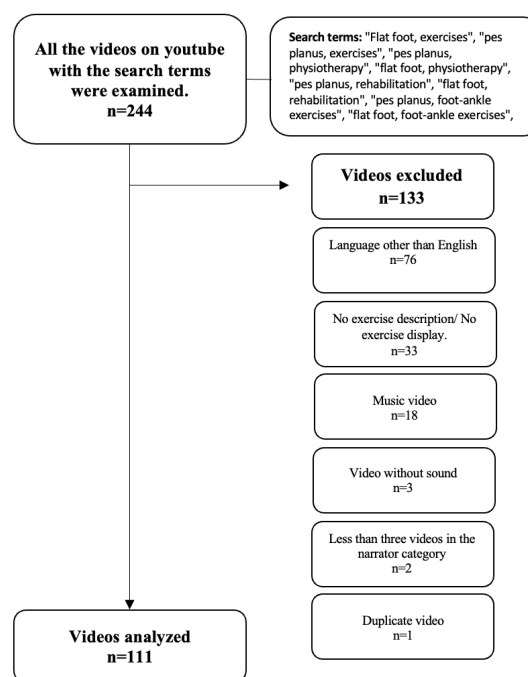 All the videos on youtube
with the search terms
were examined.
n=244
Search terms: "Flat foot, exercises", "pes
planus, exercises", "pes planus,
physiotherapy", "flat foot, physiotherapy",
"pes planus, rehabilitation", "flat foot,
rehabilitation", "pes planus, foot-ankle
exercises", "flat foot, foot-ankle exercises",
Videos excluded
n=133
Language other than English
n=76
No exercise description/ No
exercise display.
n=33
Music video
n=18
Video without sound
n=3
Less than three videos in the
narrator category
n=2
Duplicate video
n=1
Videos analyzed
n=111